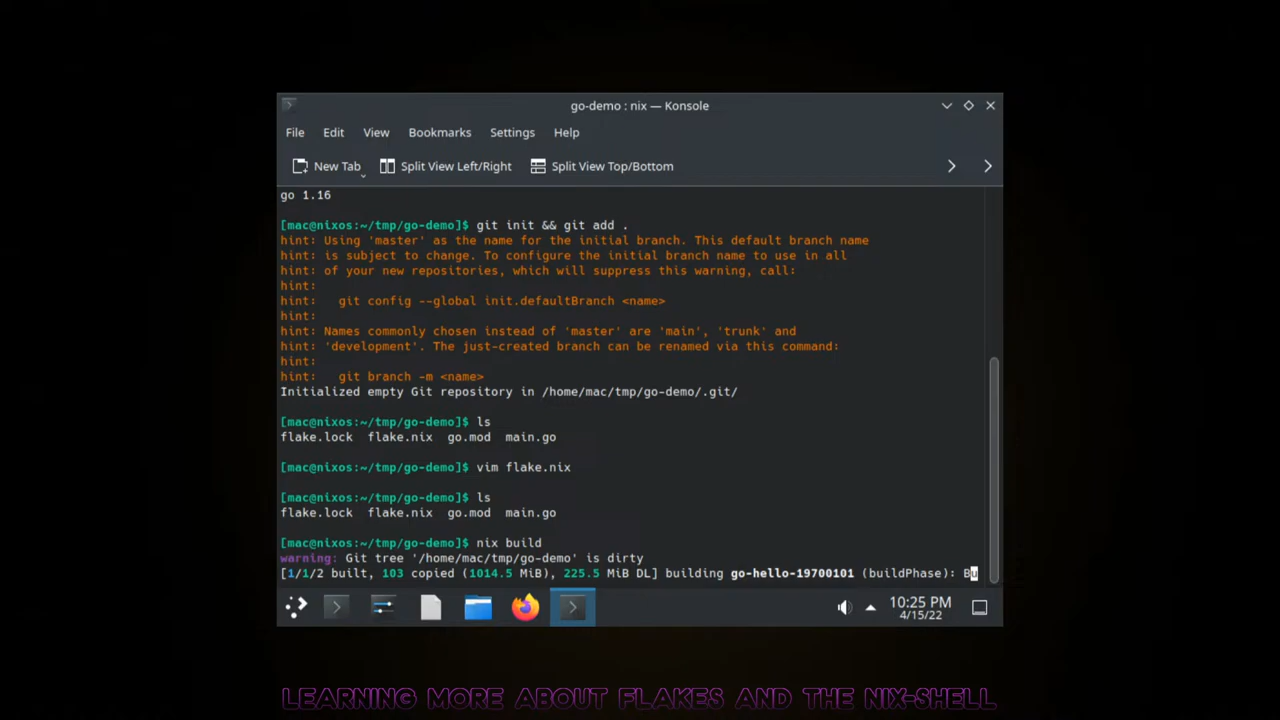 go-demo : nix — Konsole
File Edit View Bookmarks Settings Help
New Tab Split View Left/Right Split View Top/Bottom
go 1.16
[mac@nixos:~/tmp/go-demo]$ git init && git add .
hint: Using 'master' as the name for the initial branch. This default branch name
hint: is subject to change. To configure the initial branch name to use in all
hint: of your new repositories, which will suppress this warning, call:
hint:
hint:   git config --global init.defaultBranch <name>
hint:
hint: Names commonly chosen instead of 'master' are 'main', 'trunk' and
hint: 'development'. The just-created branch can be renamed via this command:
hint:
hint:   git branch -m <name>
Initialized empty Git repository in /home/mac/tmp/go-demo/.git/
[mac@nixos:~/tmp/go-demo]$ ls
flake.lock  flake.nix  go.mod  main.go
[mac@nixos:~/tmp/go-demo]$ vim flake.nix
[mac@nixos:~/tmp/go-demo]$ ls
flake.lock  flake.nix  go.mod  main.go
[mac@nixos:~/tmp/go-demo]$ nix build
warning: Git tree '/home/mac/tmp/go-demo' is dirty
[1/1/2 built, 103 copied (1014.5 MiB), 225.5 MiB DL] building go-hello-19700101 (buildPhase): Bu
10:25 PM
4/15/22
LEARNING MORE ABOUT FLAKES AND THE NIX-SHELL